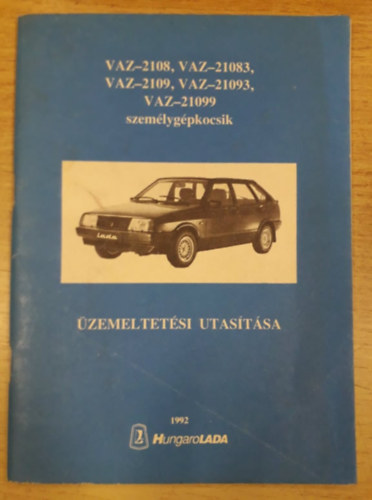 VAZ–2108, VAZ–21083,
VAZ–2109, VAZ–21093,
VAZ–21099
személygépkocsik
Lada
ÜZEMELTETÉSI UTASÍTÁSA
1992
HungaroLADA